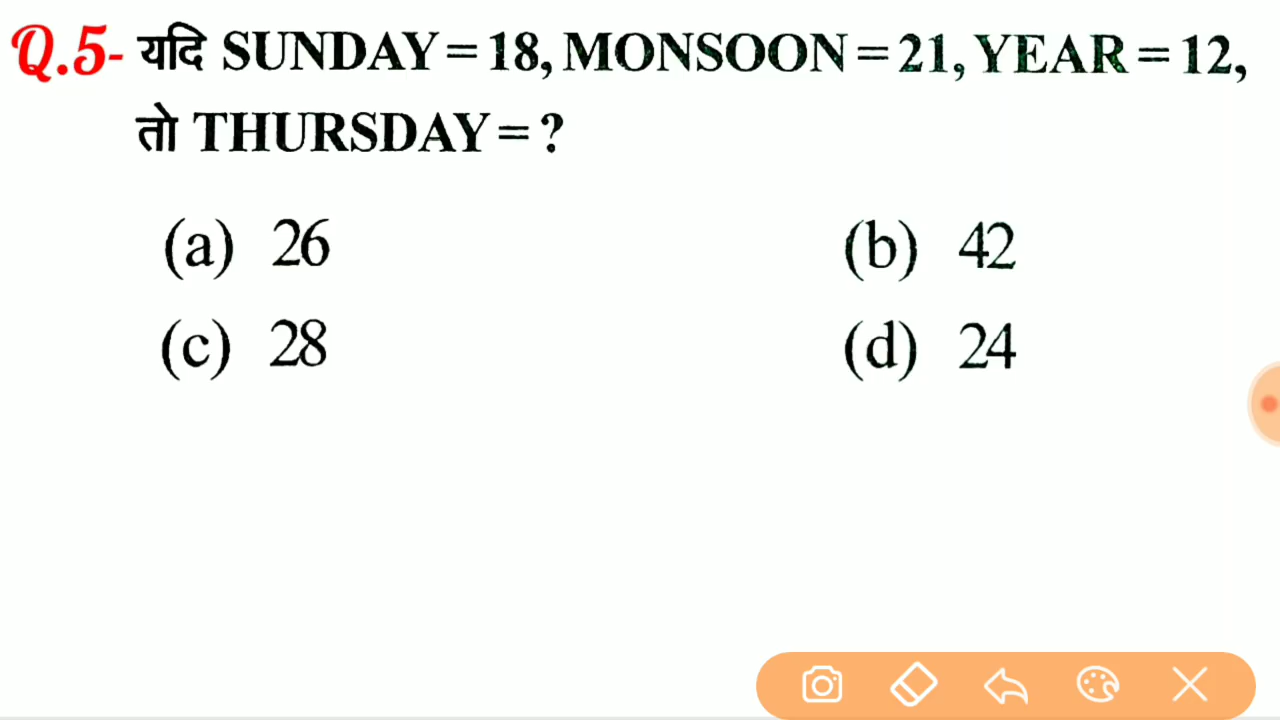 Q.5- यदि SUNDAY=18, MONSOON=21, YEAR=12,
तो THURSDAY=?
(a) 26 (b) 42
(c) 28 (d) 24